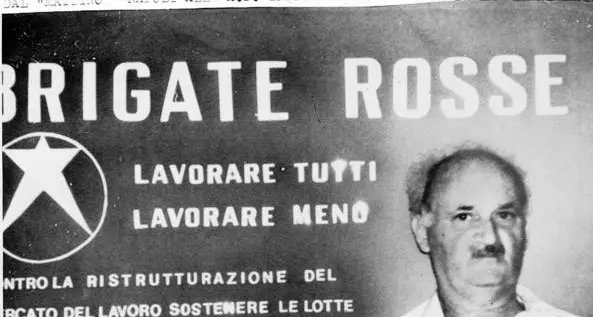 BRIGATE ROSSE
LAVORARE TUTTI
LAVORARE MENO
NTRO LA RISTRUTTURAZIONE DEL
RCATO DEL LAVORO SOSTENERE LE LOTTE